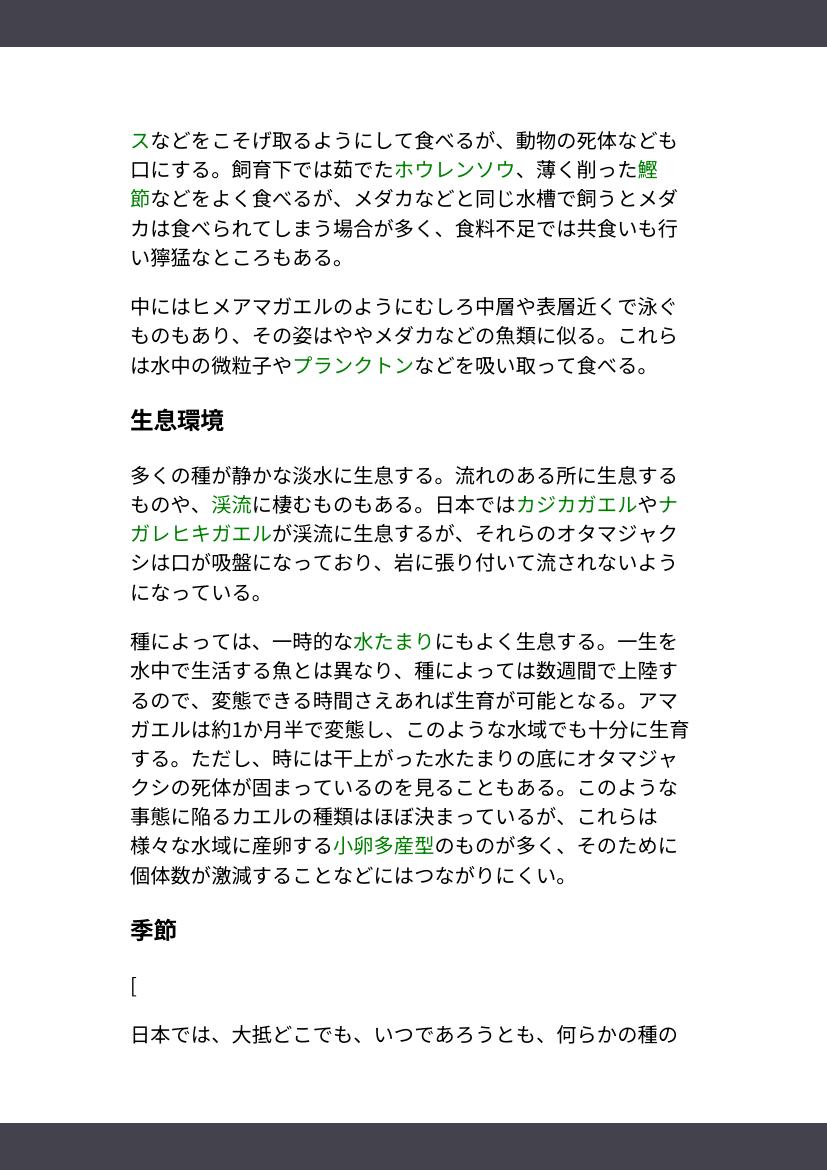 スなどをこそげ取るようにして食べるが、動物の死体なども
口にする。飼育下では茹でたホウレンソウ、薄く削った鰹
節などをよく食べるが、メダカなどと同じ水槽で飼うとメダ
カは食べられてしまう場合が多く、食料不足では共食いも行
い獰猛なところもある。
中にはヒメアマガエルのようにむしろ中層や表層近くで泳ぐ
ものもあり、その姿はややメダカなどの魚類に似る。これら
は水中の微粒子やプランクトンなどを吸い取って食べる。
生息環境
多くの種が静かな淡水に生息する。流れのある所に生息する
ものや、渓流に棲むものもある。日本ではカジカガエルやナ
ガレヒキガエルが渓流に生息するが、それらのオタマジャク
シは口が吸盤になっており、岩に張り付いて流されないよう
になっている。
種によっては、一時的な水たまりにもよく生息する。一生を
水中で生活する魚とは異なり、種によっては数週間で上陸す
るので、変態できる時間さえあれば生育が可能となる。アマ
ガエルは約1か月半で変態し、このような水域でも十分に生育
する。ただし、時には干上がった水たまりの底にオタマジャ
クシの死体が固まっているのを見ることもある。このような
事態に陥るカエルの種類はほぼ決まっているが、これらは
様々な水域に産卵する小卵多産型のものが多く、そのために
個体数が激減することなどにはつながりにくい。
季節
[
日本では、大抵どこでも、いつであろうとも、何らかの種の